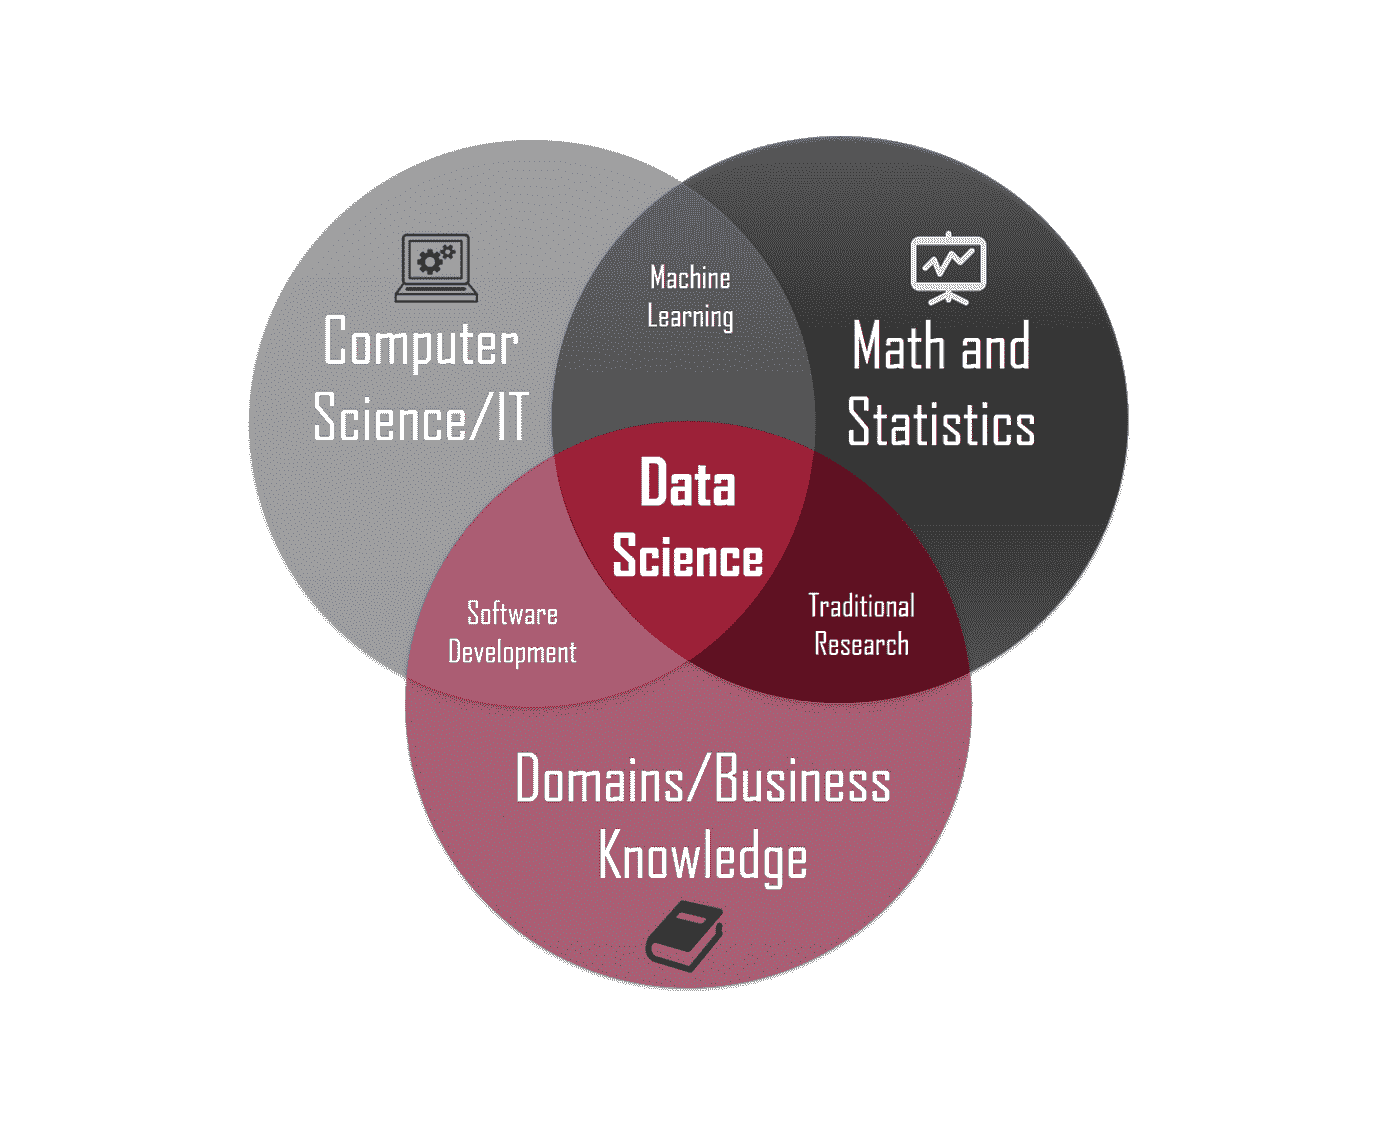 Machine
Learning
Computer
Science/IT
Math and
Statistics
Data
Science
Software
Development
Traditional
Research
Domains/Business
Knowledge